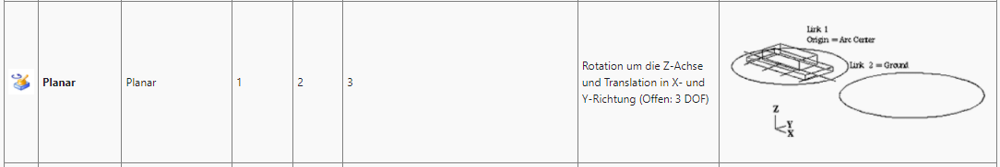 Planar
Planar
1
2
3
Rotation um die Z-Achse
und Translation in X- und
Y-Richtung (Offen: 3 DOF)
Link 1
Origin = Arc Center
Link 2 = Ground
Z
Y
X